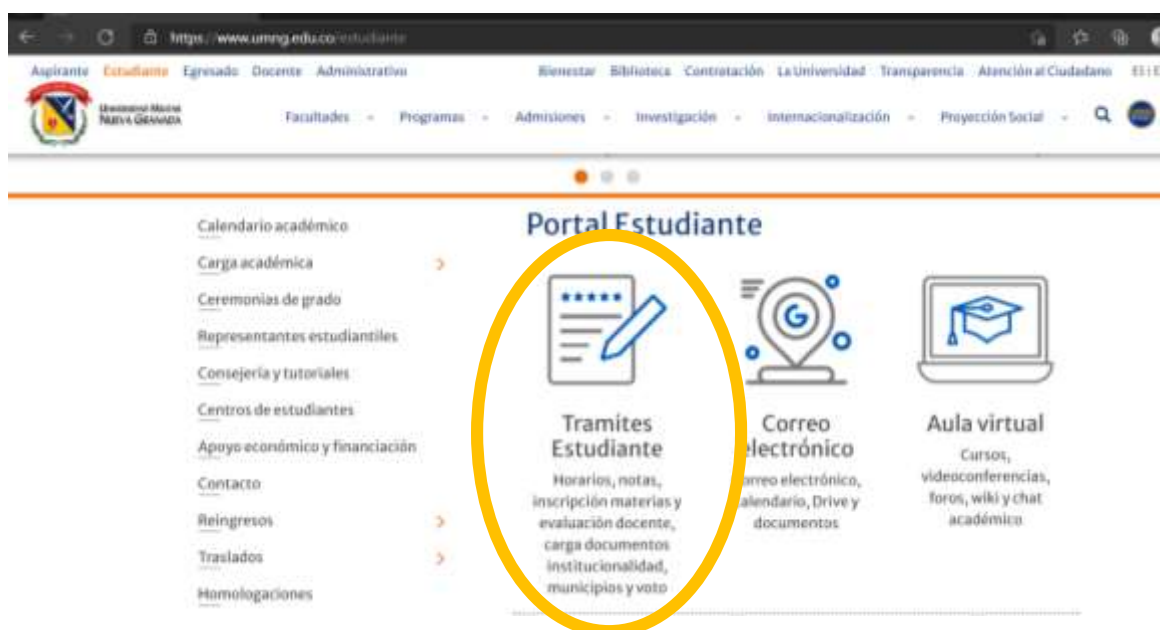 https://www.umng.edu.co/estudiante
Aspirante Estudiante Egresado Docente Administrativo Bienestar Biblioteca Contratación La Universidad Transparencia Atención al Ciudadano
Universidad Militar
Nueva Granada
Facultades Programas Admisiones Investigación Internacionalización Proyección Social
Calendario académico
Carga académica
Ceremonias de grado
Representantes estudiantiles
Consejería y tutoriales
Centros de estudiantes
Apoyo económico y financiación
Contacto
Reingresos
Traslados
Homologaciones
Portal Estudiante
Tramites
Estudiante
Horarios, notas,
inscripción materias y
evaluación docente,
carga documentos
institucionalidad,
municipios y voto
G
Correo
electrónico
orreo electrónico,
alendario, Drive y
documentos
Aula virtual
Cursos,
videoconferencias,
foros, wiki y chat
académico